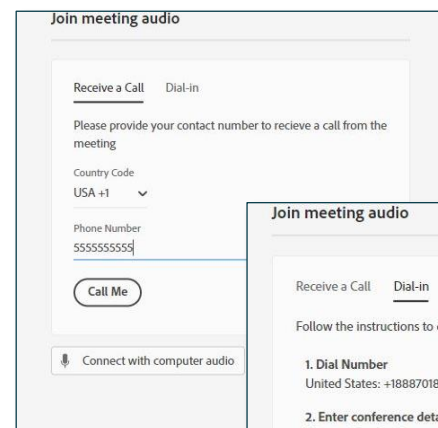 Join meeting audio
Receive a Call Dial-in
Please provide your contact number to recieve a call from the
meeting
Country Code
USA +1
Phone Number
5555555555
Call Me
Connect with computer audio
Join meeting audio
Receive a Call Dial-in
Follow the instructions to
1. Dial Number
United States: +18887018
2. Enter conference